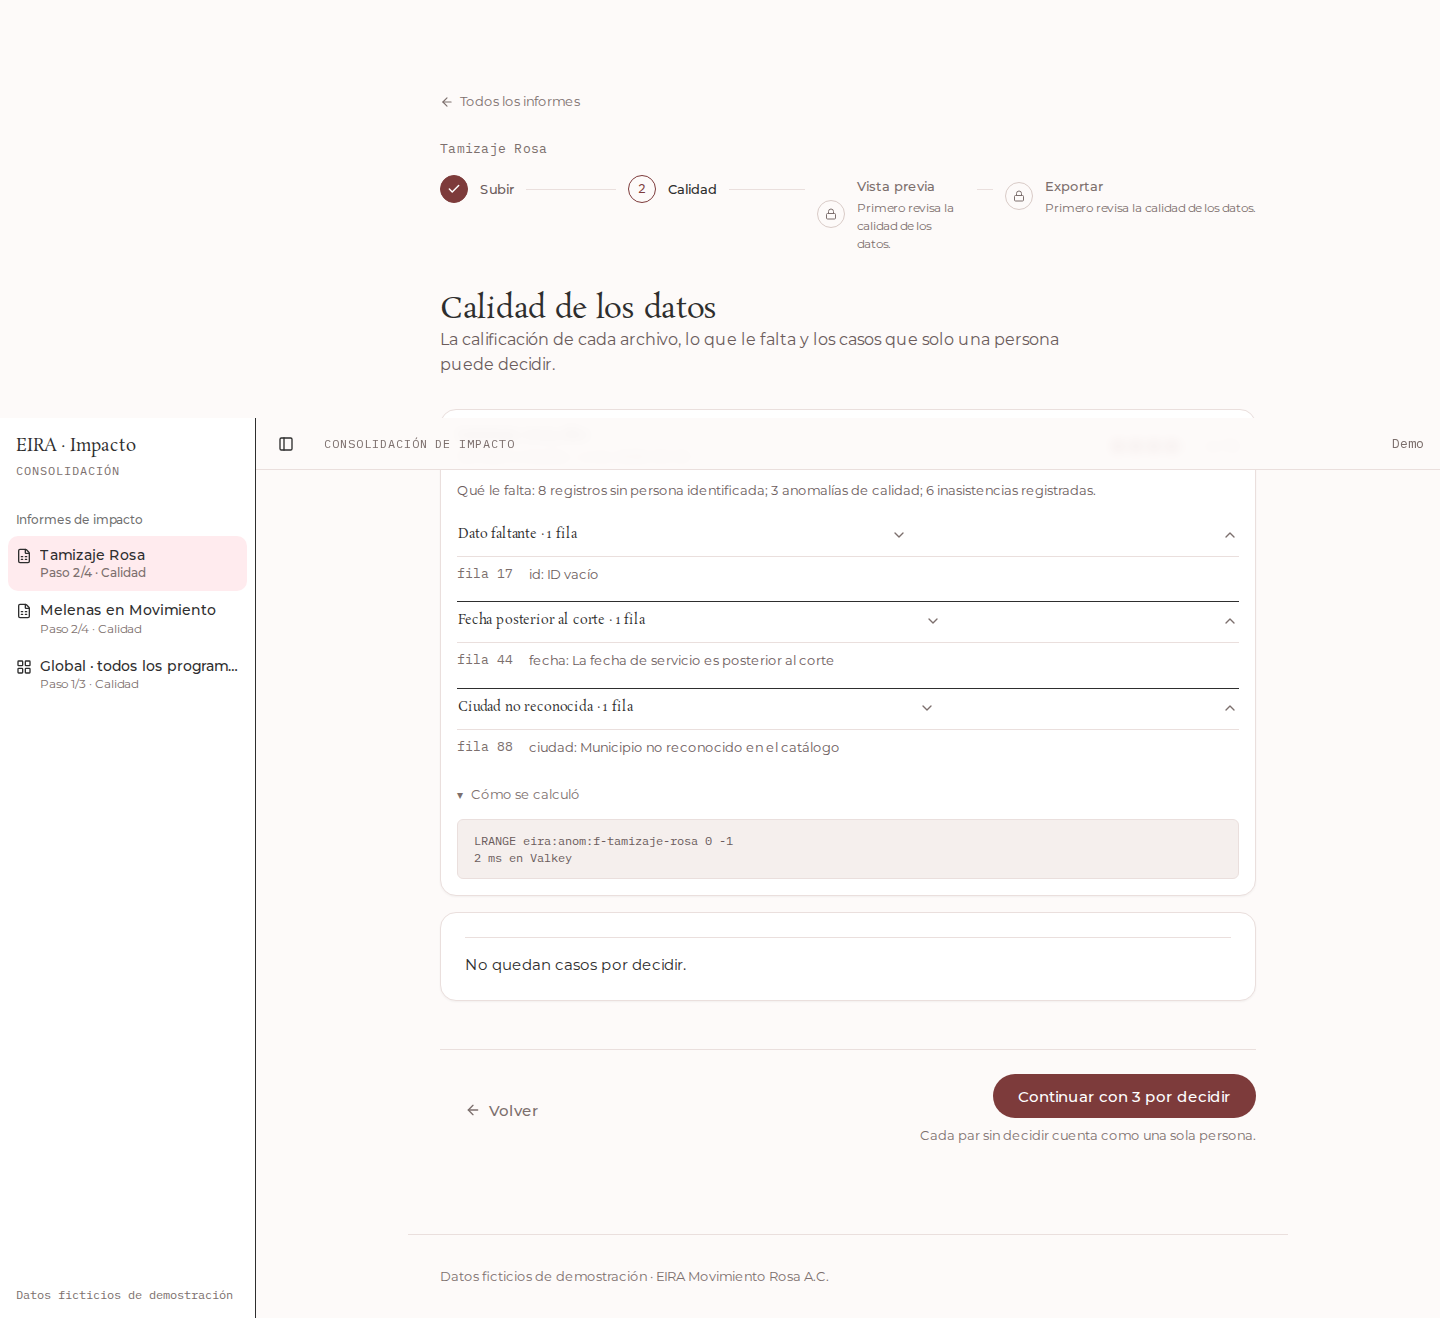 Todos los informes
Tamizaje Rosa
Subir
2
Calidad
Vista previa
Primero revisa la
calidad de los
datos.
Exportar
Primero revisa la calidad de los datos.
Calidad de los datos
La calificación de cada archivo, lo que le falta y los casos que solo una persona
puede decidir.
EIRA · Impacto
CONSOLIDACIÓN
Informes de impacto
Tamizaje Rosa
Paso 2/4 · Calidad
Melenas en Movimiento
Paso 2/4 · Calidad
Global · todos los program...
Paso 1/3 · Calidad
Datos ficticios de demostración
CONSOLIDACIÓN DE IMPACTO
Demo
Qué le falta: 8 registros sin persona identificada; 3 anomalías de calidad; 6 inasistencias registradas.
Dato faltante · 1 fila
fila 17 id: ID vacío
Fecha posterior al corte · 1 fila
fila 44 fecha: La fecha de servicio es posterior al corte
Ciudad no reconocida · 1 fila
fila 88 ciudad: Municipio no reconocido en el catálogo
Cómo se calculó
LRANGE eira:anom:f-tamizaje-rosa 0 -1
2 ms en Valkey
No quedan casos por decidir.
Volver
Continuar con 3 por decidir
Cada par sin decidir cuenta como una sola persona.
Datos ficticios de demostración · EIRA Movimiento Rosa A.C.